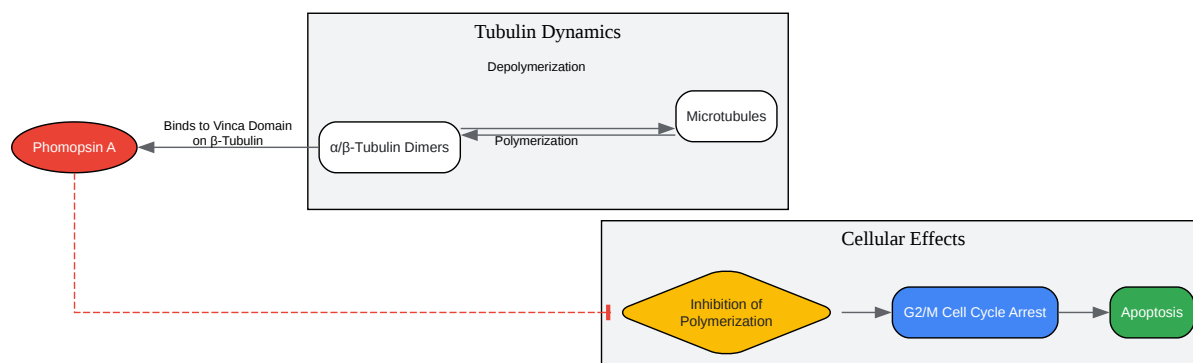 Tubulin Dynamics
Depolymerization
Microtubules
Binds to Vinca Domain
on β-Tubulin
Polymerization
Phomopsin A
α/β-Tubulin Dimers
Cellular Effects
Inhibition of
Polymerization
G2/M Cell Cycle Arrest
Apoptosis